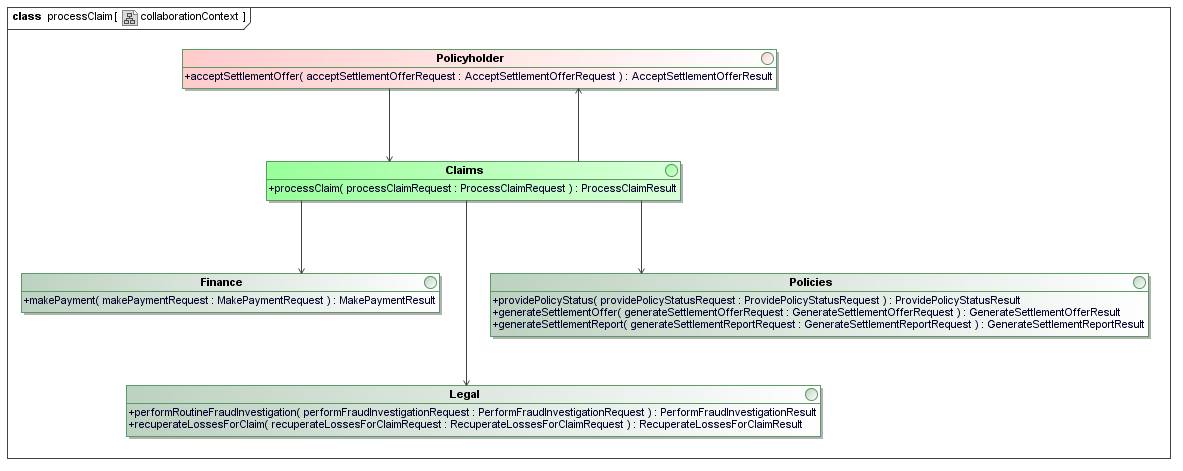 class processClaim[ collaborationContext ]
Policyholder
+acceptSettlementOffer( acceptSettlementOfferRequest : AcceptSettlementOfferRequest ) : AcceptSettlementOfferResult
Claims
+processClaim( processClaimRequest : ProcessClaimRequest ) : ProcessClaimResult
Finance
+makePayment( makePaymentRequest : MakePaymentRequest ) : MakePaymentResult
Policies
+providePolicyStatus( providePolicyStatusRequest : ProvidePolicyStatusRequest ) : ProvidePolicyStatusResult
+generateSettlementOffer( generateSettlementOfferRequest : GenerateSettlementOfferRequest ) : GenerateSettlementOfferResult
+generateSettlementReport( generateSettlementReportRequest : GenerateSettlementReportRequest ) : GenerateSettlementReportResult
Legal
+performRoutineFraudInvestigation( performFraudInvestigationRequest : PerformFraudInvestigationRequest ) : PerformFraudInvestigationResult
+recuperateLossesForClaim( recuperateLossesForClaimRequest : RecuperateLossesForClaimRequest ) : RecuperateLossesForClaimResult